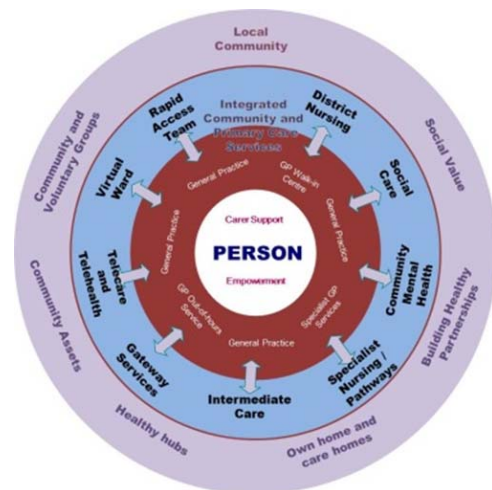 Local
Community
Social Value
Building Healthy
Partnerships
Own home and
care homes
Healthy hubs
Community Assets
Community and
Voluntary Groups
Integrated
Community and
Primary Care
Services
District
Nursing
Social
Care
Community
Mental
Health
Specialist
Nursing /
Pathways
Intermediate
Care
Gateway
Services
Telecare
and
Telehealth
Virtual
Ward
Rapid
Access
Team
General Practice
GP Walk-in
Centre
General Practice
Specialist GP
Services
General Practice
GP Out-of-hours
Service
General Practice
Carer Support
PERSON
Empowerment